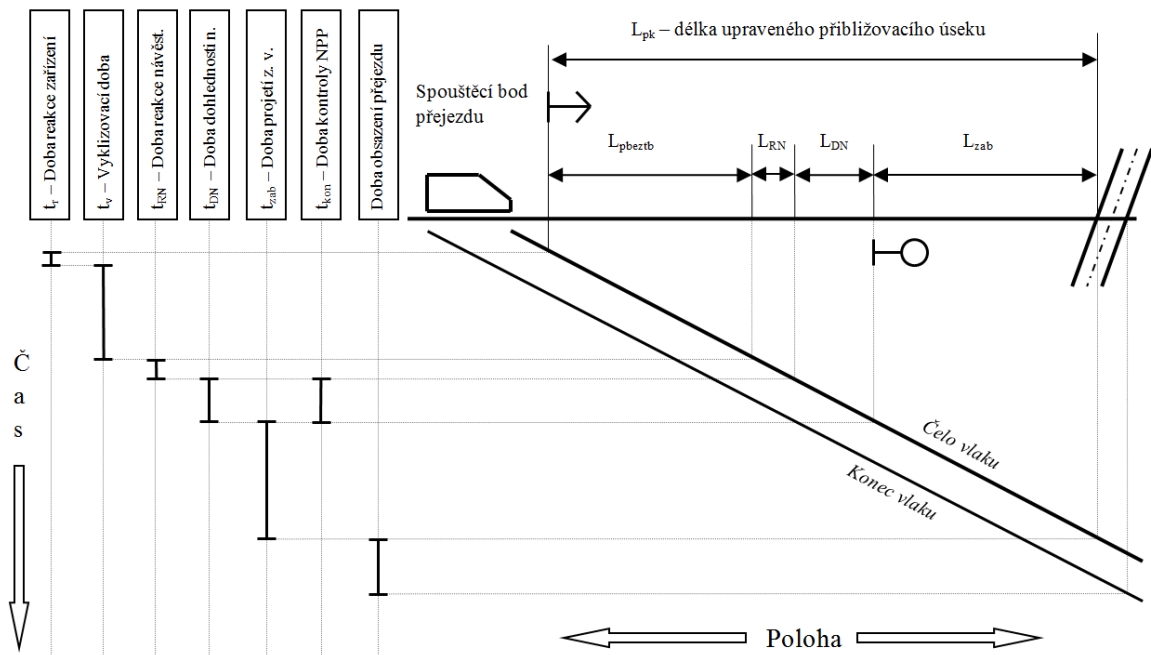 t_r – Doba reakce zařízení
t_v – Vyklizovací doba
t_RN – Doba reakce návěst.
t_DN – Doba dohlednosti n.
t_zab – Doba projetí z. v.
t_kon – Doba kontroly NPP
Doba obsazení přejezdu
L_pk – délka upraveného přibližovacího úseku
Spouštěcí bod
přejezdu
L_pbeztb
L_RN
L_DN
L_zab
Čelo vlaku
Konec vlaku
Č
a
s
Poloha